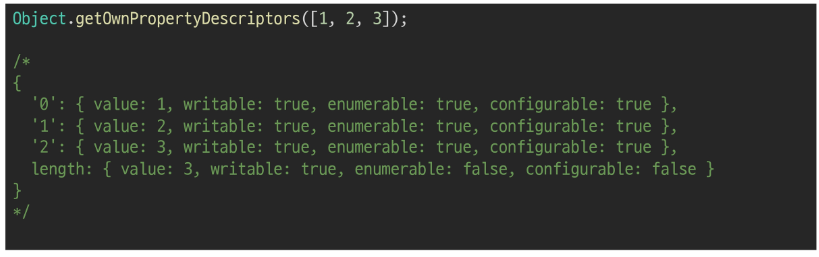 Object.getOwnPropertyDescriptors([1, 2, 3]);
/*
{
'0': { value: 1, writable: true, enumerable: true, configurable: true },
'1': { value: 2, writable: true, enumerable: true, configurable: true },
'2': { value: 3, writable: true, enumerable: true, configurable: true },
length: { value: 3, writable: true, enumerable: false, configurable: false }
}
*/